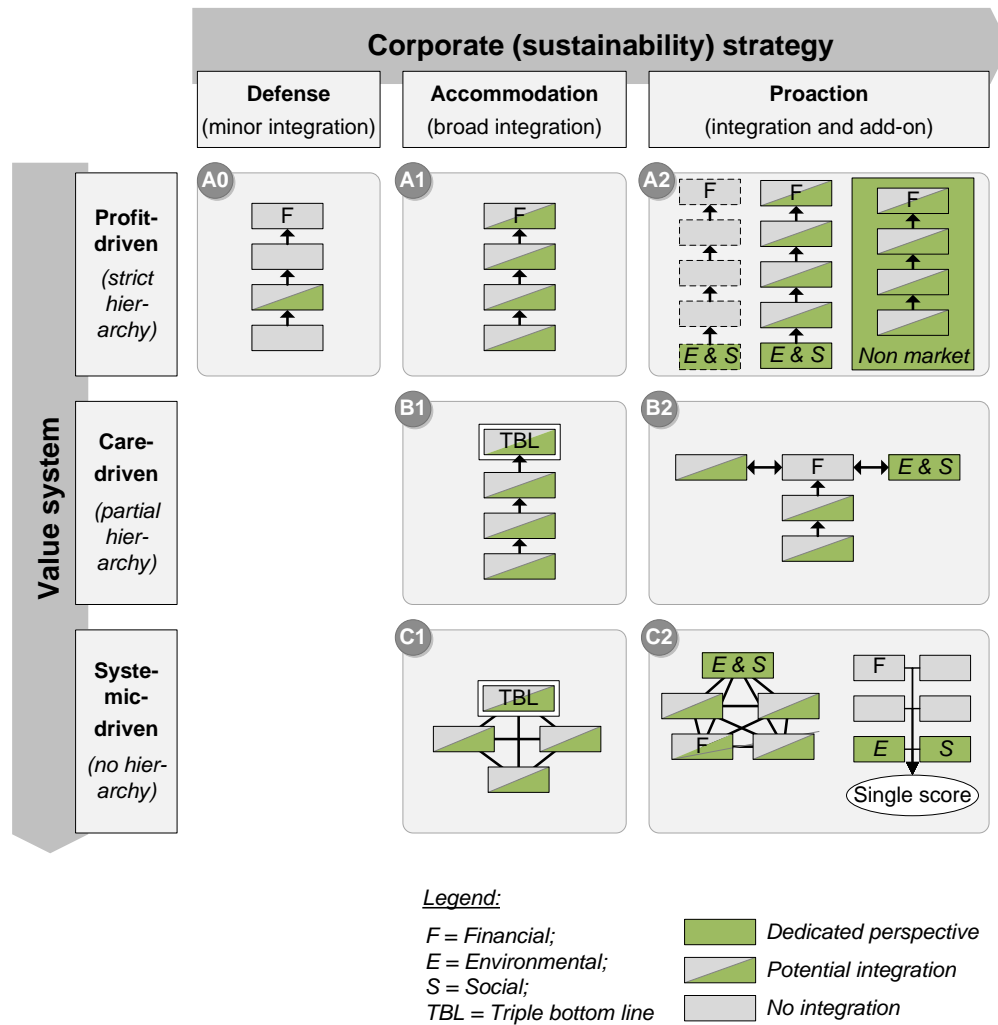 Corporate (sustainability) strategy
Defense
(minor integration)
Accommodation
(broad integration)
Proaction
(integration and add-on)
Value system
Profit-
driven
(strict
hier-
archy)
A0
F
A1
F
A2
F
E & S
F
E & S
F
Non market
Care-
driven
(partial
hier-
archy)
B1
TBL
B2
F
E & S
Syste-
mic-
driven
(no hier-
archy)
C1
TBL
C2
E & S
F
F
E
S
Single score
Legend:
F = Financial;
E = Environmental;
S = Social;
TBL = Triple bottom line
Dedicated perspective
Potential integration
No integration